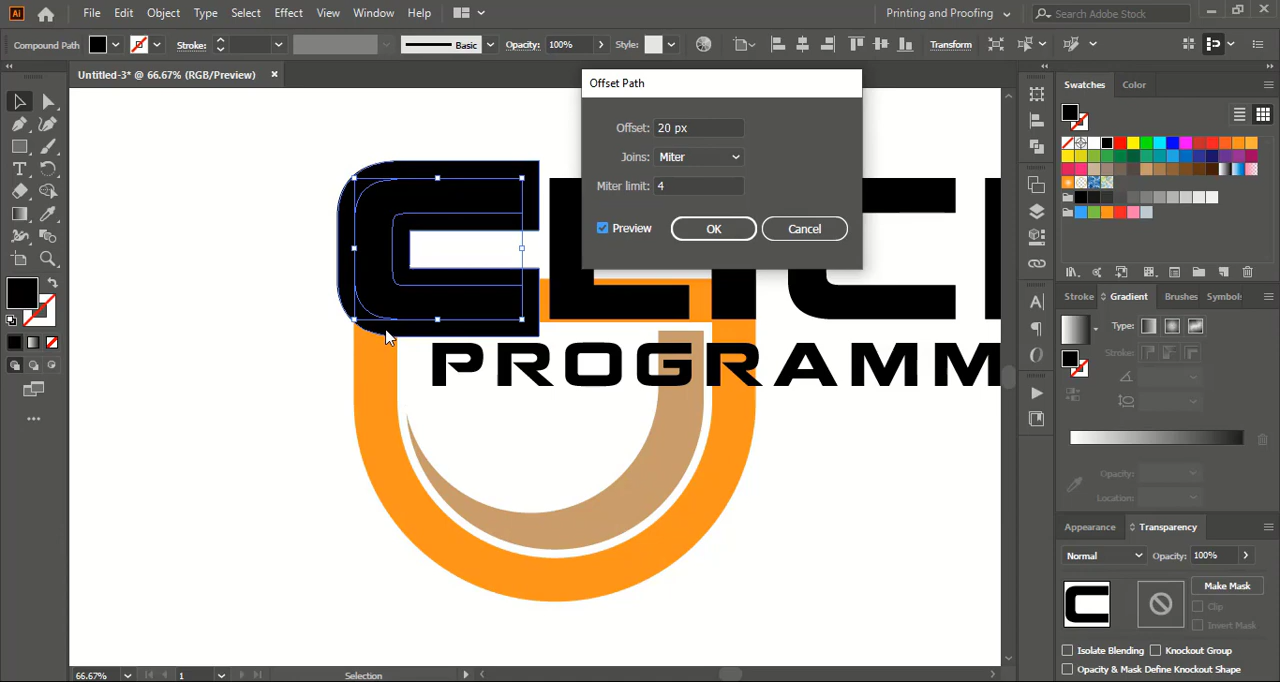 Ai File Edit Object Type Select Effect View Window Help Printing and Proofing Search Adobe Stock
Compound Path Stroke: Basic Opacity: 100% Style: Transform
Untitled-3* @ 66.67% (RGB/Preview) ×
Offset Path
Offset: 20 px
Joins: Miter
Miter limit: 4
Preview OK Cancel
PROGRAMM
Swatches Color
Stroke Gradient Brushes Symbols
Type:
Stroke:
Opacity:
Location:
Appearance Transparency
Normal Opacity: 100%
Make Mask
Clip
Invert Mask
Isolate Blending Knockout Group
Opacity & Mask Define Knockout Shape
66.67% 1 Selection